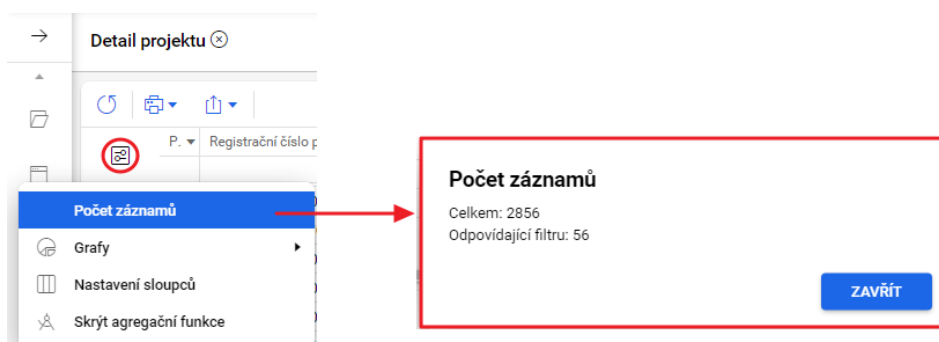 Detail projektu
P. Registrační číslo p
Počet záznamů
Grafy
Nastavení sloupců
Skrýt agregační funkce
Počet záznamů
Celkem: 2856
Odpovídající filtru: 56
ZAVŘÍT